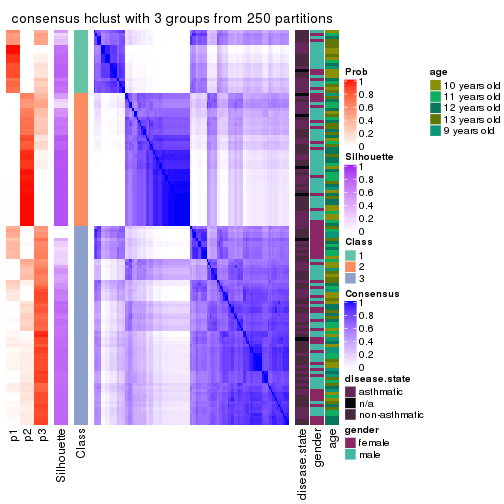 consensus hclust with 3 groups from 250 partitions
Prob
1
0.8
0.6
0.4
0.2
0
Silhouette
1
0.8
0.6
0.4
0.2
0
Class
1
2
3
Consensus
1
0.8
0.6
0.4
0.2
0
disease.state
asthmatic
n/a
non-asthmatic
gender
female
male
age
10 years old
11 years old
12 years old
13 years old
9 years old
p1
p2
p3
Silhouette
Class
disease.state
gender
age